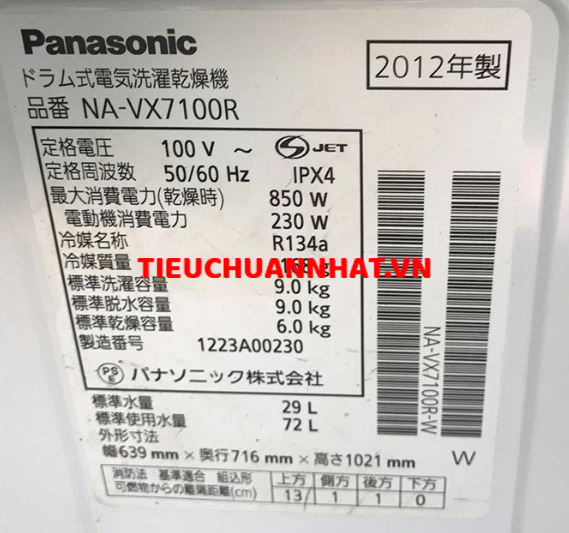 Panasonic
ドラム式電気洗濯乾燥機
2012年製
品番 NA-VX7100R
定格電圧 100 V ～ JET
定格周波数 50/60 Hz IPX4
最大消費電力(乾燥時) 850 W
電動機消費電力 230 W
冷媒名称 R134a
冷媒質量
TIEUCHUANNHAT.VN
標準洗濯容量 9.0 kg
標準脱水容量 9.0 kg
標準乾燥容量 6.0 kg
製造番号 1223A00230
PS E パナソニック株式会社
標準水量 29 L
標準使用水量 72 L
外形寸法
幅639 mm×奥行716 mm×高さ1021 mm W
消防法 基準適合 組込形 上方 側方 後方 下方
可燃物からの離隔距離(cm) 13 1 1 0
NA-VX7100R-W